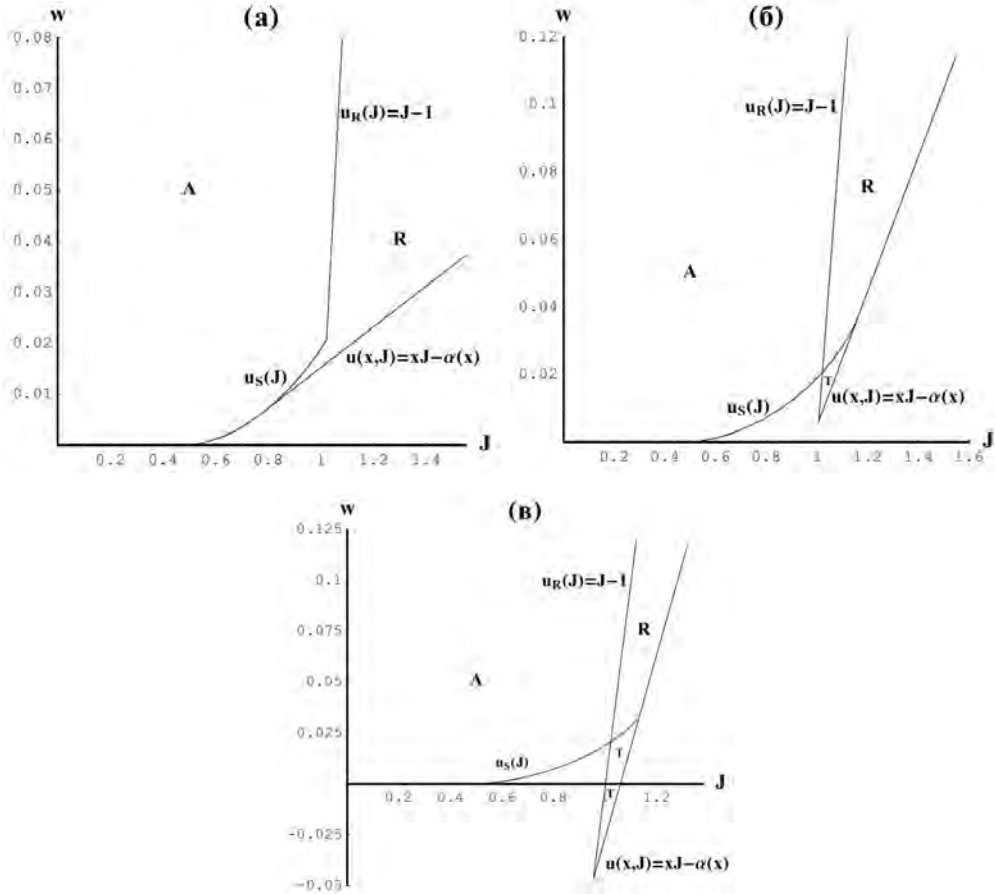 (а)
w
0.08
0.07
0.06
0.05
0.04
0.03
0.02
0.01
u_R(J)=J−1
A
R
u_S(J)
u(x,J)=xJ−α(x)
0.2 0.4 0.6 0.8 1 1.2 1.4
J
(б)
w
0.12
0.1
0.08
0.06
0.04
0.02
u_R(J)=J−1
R
A
T
u_S(J)
u(x,J)=xJ−α(x)
0.2 0.4 0.6 0.8 1 1.2 1.4 1.6
J
(в)
w
0.125
0.1
0.075
0.05
0.025
−0.025
−0.05
u_R(J)=J−1
R
A
u_S(J)
T
T
0.2 0.4 0.6 0.8 1.2
J
u(x,J)=xJ−α(x)